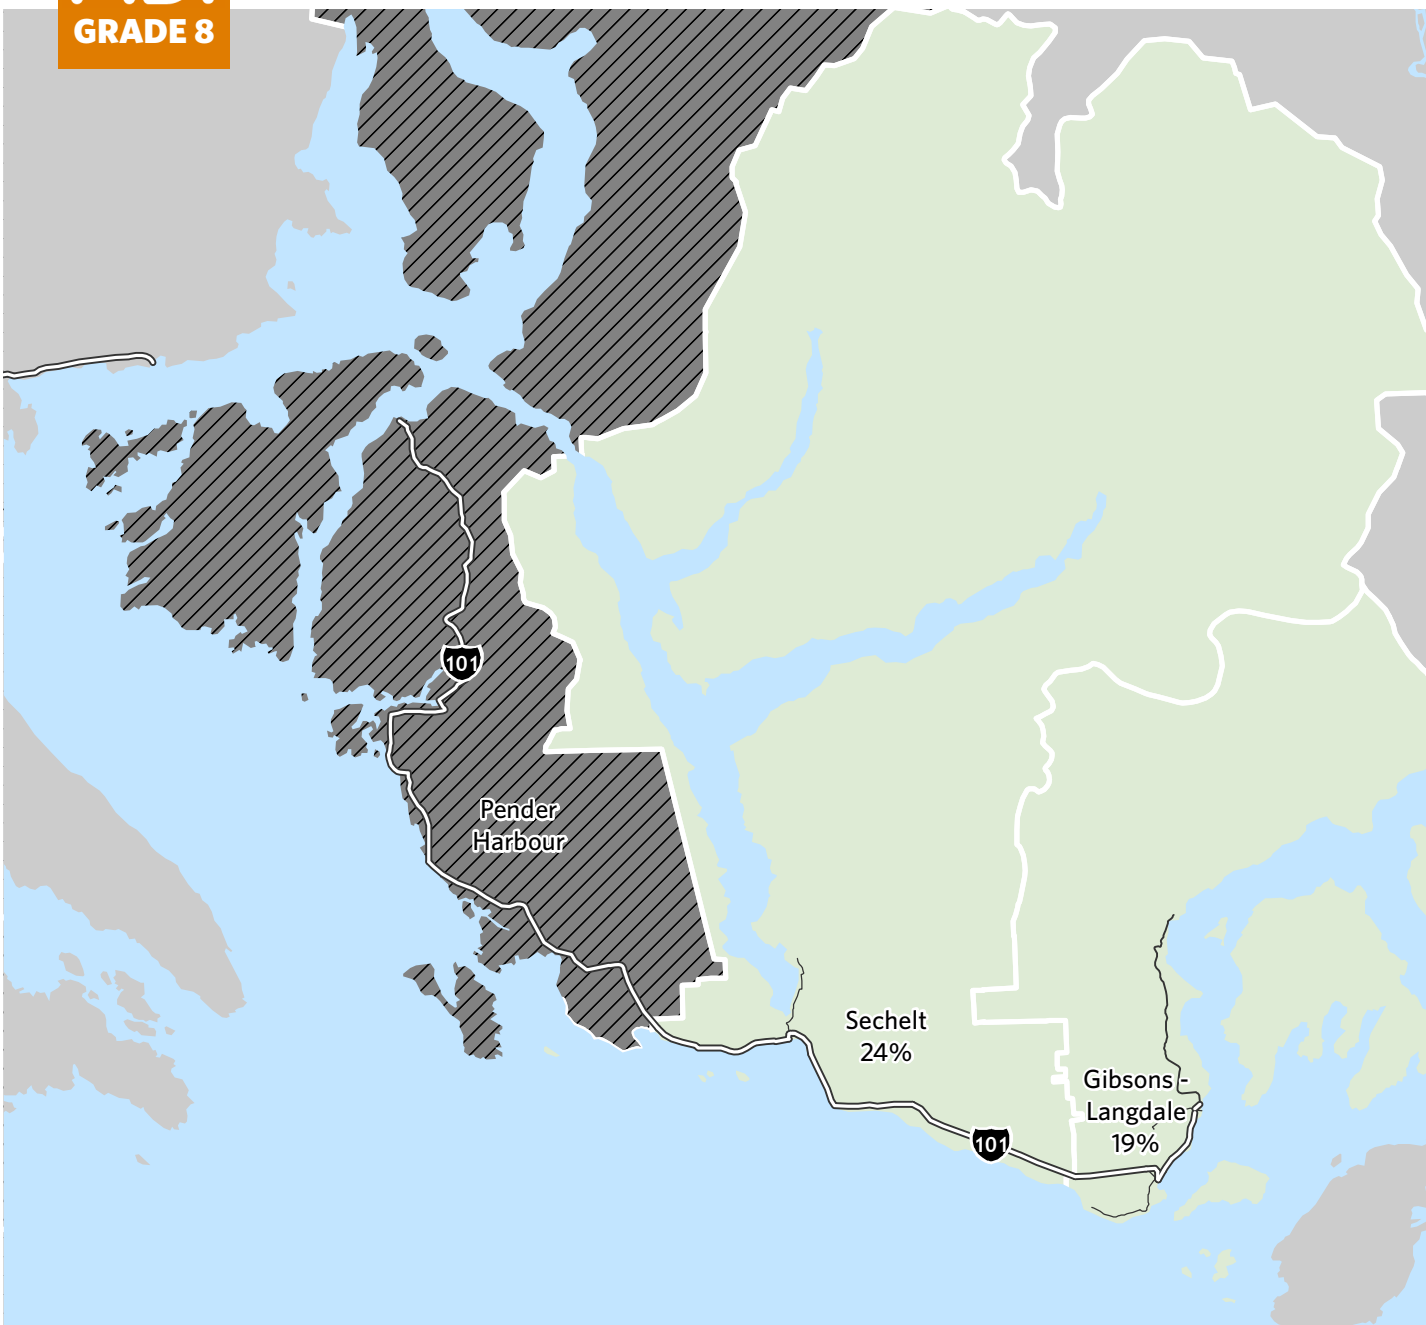 GRADE 8
101
Pender
Harbour
Sechelt
24%
Gibsons -
Langdale
19%
101